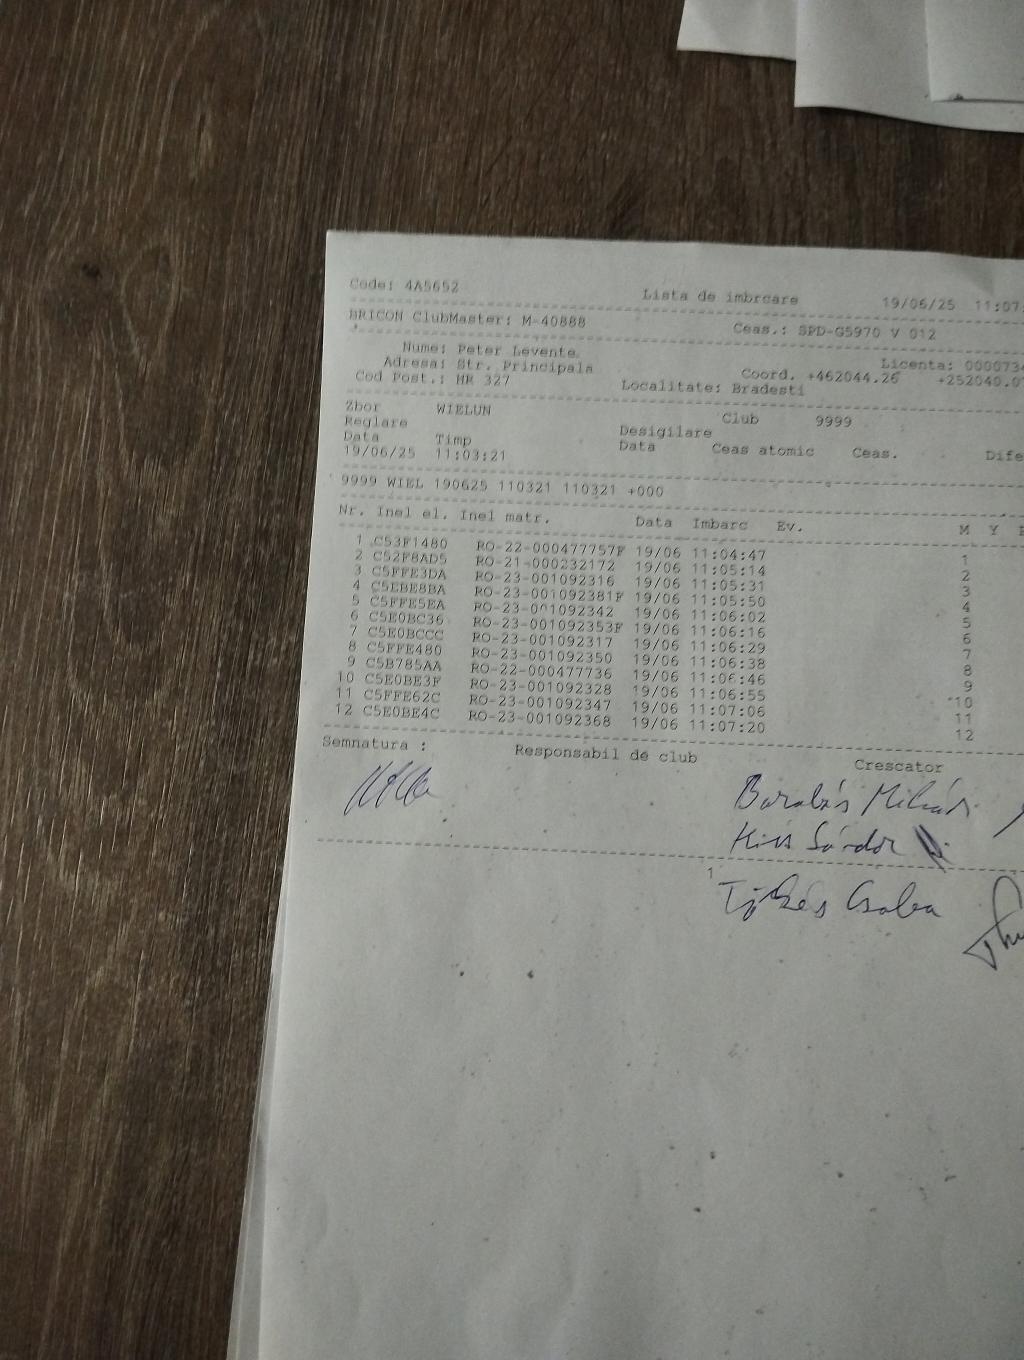 Code: 4A5652 Lista de imbrcare 19/06/25 11:07
BRICON ClubMaster: M-40888 Ceas.: SPD-G5970 V 012
Nume: Peter Levente Licenta: 000073
Adresa: Str. Principala Coord. +462044.26 +252040.0
Cod Post.: HR 327 Localitate: Bradesti
Zbor WIELUN Club 9999
Reglare Desigilare
Data Timp Data Ceas atomic Ceas. Dife
19/06/25 11:03:21
9999 WIEL 190625 110321 110321 +000
Nr. Inel el. Inel matr. Data Imbarc Ev. M Y
1 C53F1480 RO-22-000477757F 19/06 11:04:47 1
2 C52F8AD5 RO-21-000232172 19/06 11:05:14 2
3 C5FFE3DA RO-23-001092316 19/06 11:05:31 3
4 C5EBE8BA RO-23-001092381F 19/06 11:05:50 4
5 C5FFE5EA RO-23-001092342 19/06 11:06:02 5
6 C5E0BC36 RO-23-001092353F 19/06 11:06:16 6
7 C5E0BCCC RO-23-001092317 19/06 11:06:29 7
8 C5FFE480 RO-23-001092350 19/06 11:06:38 8
9 C5B785AA RO-22-000477736 19/06 11:06:46 9
10 C5E0BE3F RO-23-001092328 19/06 11:06:55 10
11 C5FFE62C RO-23-001092347 19/06 11:07:06 11
12 C5E0BE4C RO-23-001092368 19/06 11:07:20 12
Semnatura : Responsabil de club Crescator
Barabás Mihály
Kiss Sándor
1
Tőkés Csaba